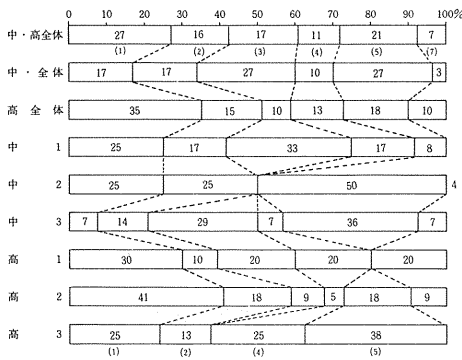 0 10 20 30 40 50 60 70 80 90 100%
中・高全体 27 16 17 11 21 7
(1) (2) (3) (4) (5) (7)
中・全体 17 17 27 10 27 3
高全体 35 15 10 13 18 10
中 1 25 17 33 17 8
中 2 25 25 50 4
中 3 7 14 29 7 36 7
高 1 30 10 20 20 20
高 2 41 18 9 5 18 9
高 3 25 13 25 38
(1) (2) (4) (5)